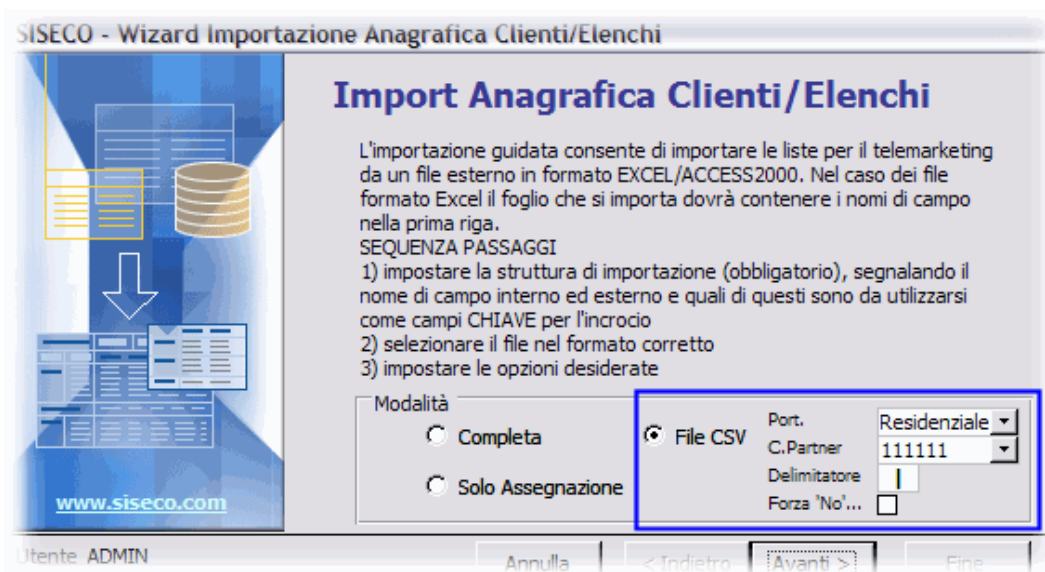 SISECO - Wizard Importazione Anagrafica Clienti/Elenchi
Import Anagrafica Clienti/Elenchi
L'importazione guidata consente di importare le liste per il telemarketing
da un file esterno in formato EXCEL/ACCESS2000. Nel caso dei file
formato Excel il foglio che si importa dovrà contenere i nomi di campo
nella prima riga.
SEQUENZA PASSAGGI
1) impostare la struttura di importazione (obbligatorio), segnalando il
nome di campo interno ed esterno e quali di questi sono da utilizzarsi
come campi CHIAVE per l'incrocio
2) selezionare il file nel formato corretto
3) impostare le opzioni desiderate
Modalità
Completa
Solo Assegnazione
File CSV
Port. Residenziale
C.Partner 111111
Delimitatore |
Forza 'No'...
www.siseco.com
Utente ADMIN
Annulla < Indietro Avanti > Fine